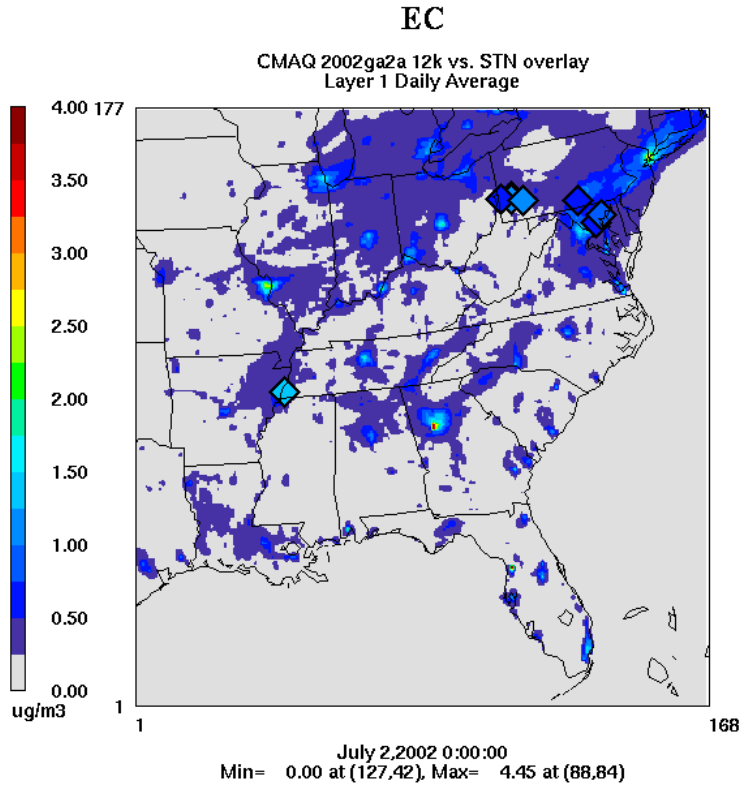 EC
CMAQ 2002ga2a 12k vs. STN overlay
Layer 1 Daily Average
4.00
3.50
3.00
2.50
2.00
1.50
1.00
0.50
0.00
ug/m3
177
1
1
168
July 2,2002 0:00:00
Min= 0.00 at (127,42), Max= 4.45 at (88,84)